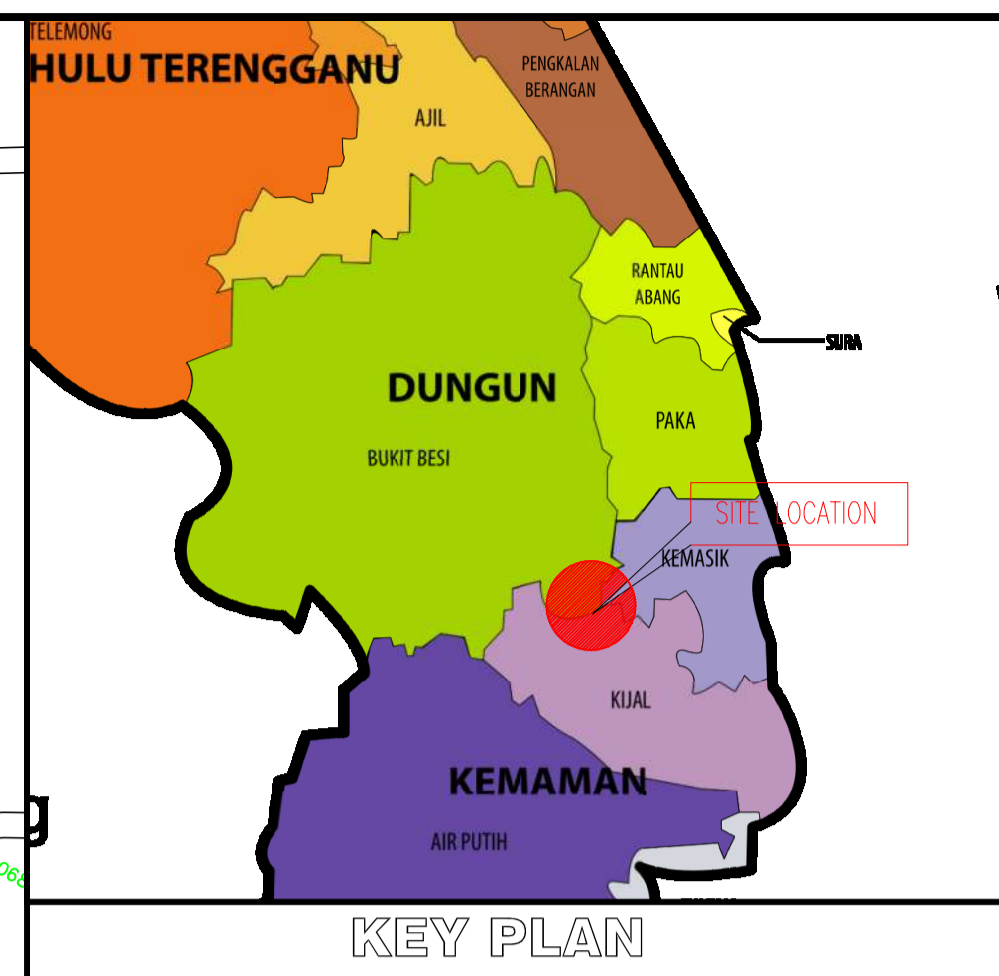 TELEMONG
HULU TERENGGANU
PENGKALAN
BERANGAN
AJIL
RANTAU
ABANG
SURA
DUNGUN
PAKA
BUKIT BESI
SITE LOCATION
KEMASIK
KIJAL
KEMAMAN
g
AIR PUTIH
068
KEY PLAN